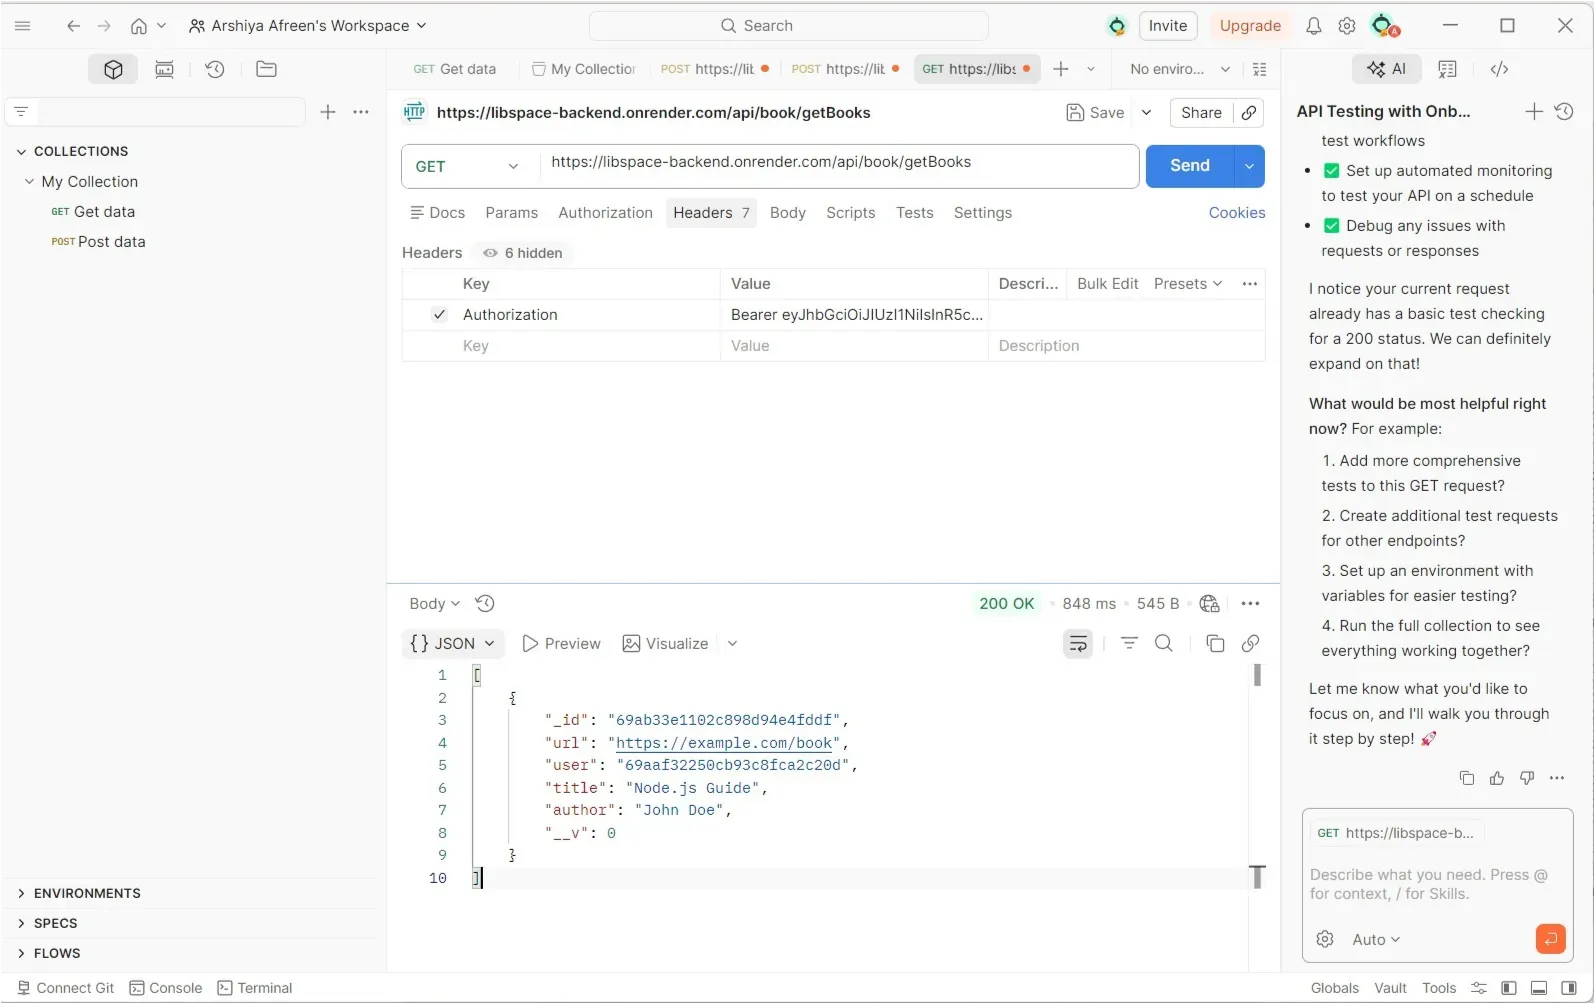 Arshiya Afreen's Workspace
Search
Invite
Upgrade
A
GET Get data
My Collection
POST https://lit
POST https://lit
GET https://libs
No enviro...
AI
COLLECTIONS
My Collection
GET Get data
POST Post data
ENVIRONMENTS
SPECS
FLOWS
HTTP https://libspace-backend.onrender.com/api/book/getBooks
Save
Share
GET
https://libspace-backend.onrender.com/api/book/getBooks
Send
Docs Params Authorization Headers 7 Body Scripts Tests Settings
Cookies
Headers 6 hidden
Key Value Descri... Bulk Edit Presets
Authorization Bearer eyJhbGciOiJIUzI1NiIsInR5c...
Key Value Description
Body
200 OK 848 ms 545 B
{} JSON Preview Visualize
1 [
2 {
3 "_id": "69ab33e1102c898d94e4fddf",
4 "url": "https://example.com/book",
5 "user": "69aaf32250cb93c8fca2c20d",
6 "title": "Node.js Guide",
7 "author": "John Doe",
8 "__v": 0
9 }
10 ]
API Testing with Onb...
test workflows
Set up automated monitoring
to test your API on a schedule
Debug any issues with
requests or responses
I notice your current request
already has a basic test checking
for a 200 status. We can definitely
expand on that!
What would be most helpful right
now? For example:
1. Add more comprehensive
tests to this GET request?
2. Create additional test requests
for other endpoints?
3. Set up an environment with
variables for easier testing?
4. Run the full collection to see
everything working together?
Let me know what you'd like to
focus on, and I'll walk you through
it step by step! 🚀
GET https://libspace-b...
Describe what you need. Press @
for context, / for Skills.
Auto
Connect Git Console Terminal
Globals Vault Tools